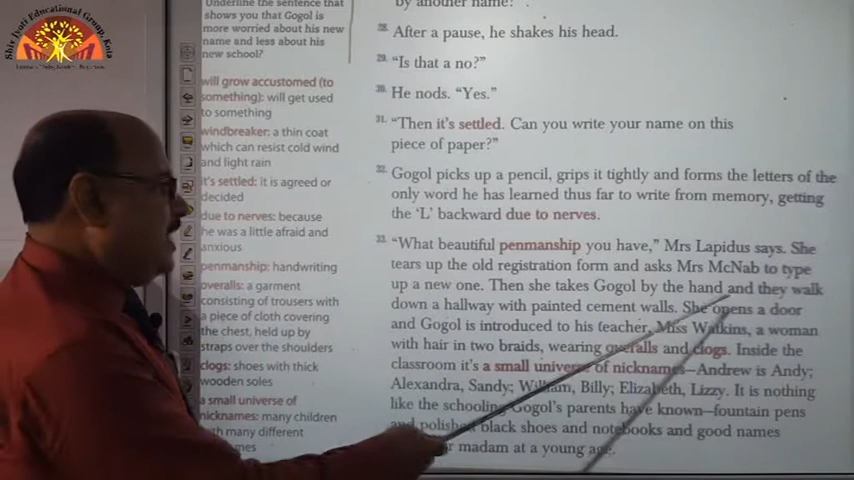 Shiv Jyoti Educational Group, Kota
Underline the sentence that
shows you that Gogol is
more worried about his new
name and less about his
new school?
will grow accustomed (to
something): will get used
to something
windbreaker: a thin coat
which can resist cold wind
and light rain
it's settled: it is agreed or
decided
due to nerves: because
he was a little afraid and
anxious
penmanship: handwriting
overalls: a garment
consisting of trousers with
a piece of cloth covering
the chest, held up by
straps over the shoulders
clogs: shoes with thick
wooden soles
a small universe of
nicknames: many children
with many different
by another name?
28. After a pause, he shakes his head.
29. "Is that a no?"
30. He nods. "Yes."
31. "Then it's settled. Can you write your name on this
piece of paper?"
32. Gogol picks up a pencil, grips it tightly and forms the letters of the
only word he has learned thus far to write from memory, getting
the 'L' backward due to nerves.
33. "What beautiful penmanship you have," Mrs Lapidus says. She
tears up the old registration form and asks Mrs McNab to type
up a new one. Then she takes Gogol by the hand and they walk
down a hallway with painted cement walls. She opens a door
and Gogol is introduced to his teacher, Miss Watkins, a woman
with hair in two braids, wearing overalls and clogs. Inside the
classroom it's a small universe of nicknames—Andrew is Andy;
Alexandra, Sandy; William, Billy; Elizabeth, Lizzy. It is nothing
like the schooling Gogol's parents have known—fountain pens
and polished black shoes and notebooks and good names
madam at a young age.